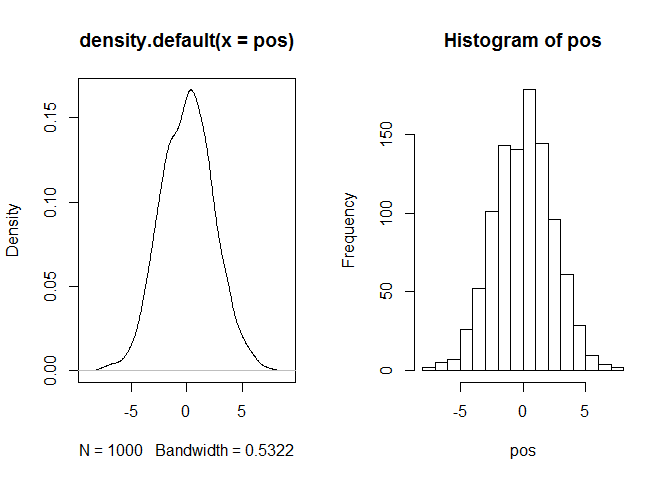 density.default(x = pos)
Density
0.00
0.05
0.10
0.15
-5 0 5
N = 1000 Bandwidth = 0.5322
Histogram of pos
Frequency
0
50
100
150
-5 0 5
pos